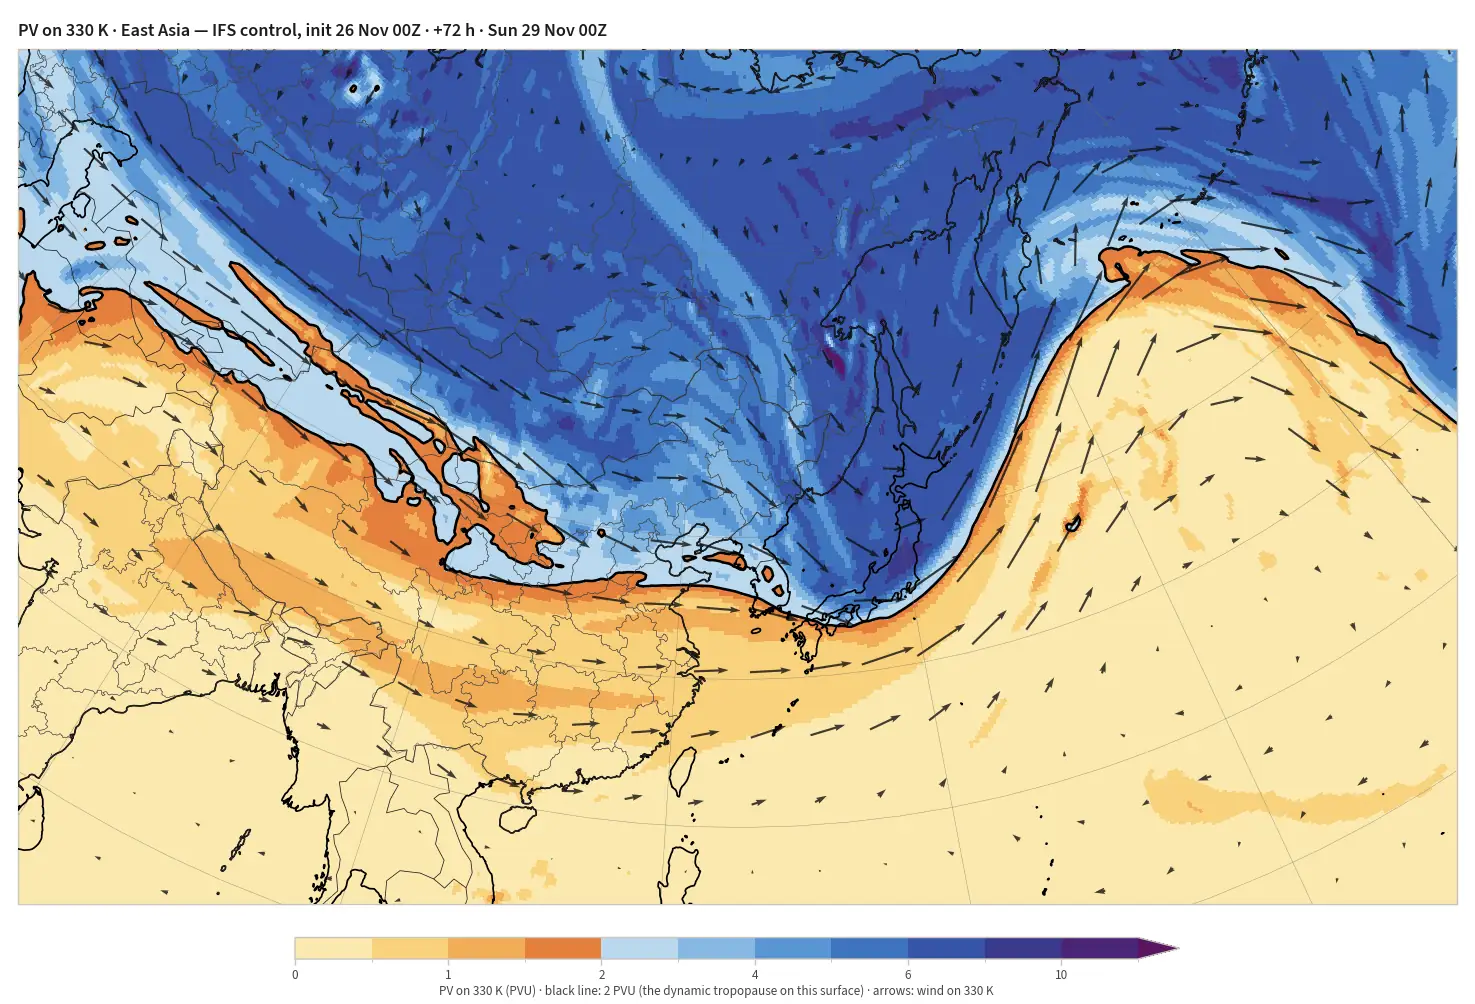 PV on 330 K · East Asia — IFS control, init 26 Nov 00Z · +72 h · Sun 29 Nov 00Z
0 1 2 4 6 10
PV on 330 K (PVU) · black line: 2 PVU (the dynamic tropopause on this surface) · arrows: wind on 330 K